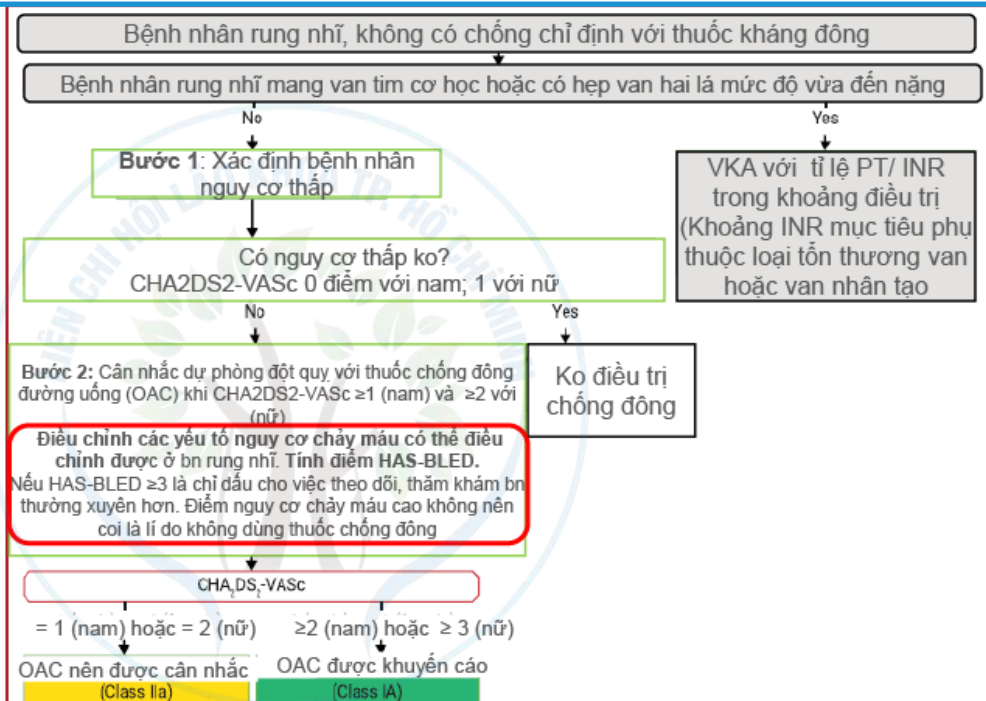 Bệnh nhân rung nhĩ, không có chống chỉ định với thuốc kháng đông
Bệnh nhân rung nhĩ mang van tim cơ học hoặc có hẹp van hai lá mức độ vừa đến nặng
No
Yes
Bước 1: Xác định bệnh nhân
nguy cơ thấp
VKA với tỉ lệ PT/ INR
trong khoảng điều trị
(Khoảng INR mục tiêu phụ
thuộc loại tổn thương van
hoặc van nhân tạo
Có nguy cơ thấp ko?
CHA2DS2-VASc 0 điểm với nam; 1 với nữ
No
Yes
Bước 2: Cân nhắc dự phòng đột quỵ với thuốc chống đông
đường uống (OAC) khi CHA2DS2-VASc ≥1 (nam) và ≥2 với
(nữ)
Điều chỉnh các yếu tố nguy cơ chảy máu có thể điều
chỉnh được ở bn rung nhĩ. Tính điểm HAS-BLED.
Nếu HAS-BLED ≥3 là chỉ dấu cho việc theo dõi, thăm khám bn
thường xuyên hơn. Điểm nguy cơ chảy máu cao không nên
coi là lí do không dùng thuốc chống đông
Ko điều trị
chống đông
CHA₂DS₂-VASc
= 1 (nam) hoặc = 2 (nữ)
≥2 (nam) hoặc ≥ 3 (nữ)
OAC nên được cân nhắc
(Class IIa)
OAC được khuyến cáo
(Class IA)
LIÊN CHI HỘI LÃO KHOA TP. HỒ CHÍ MINH